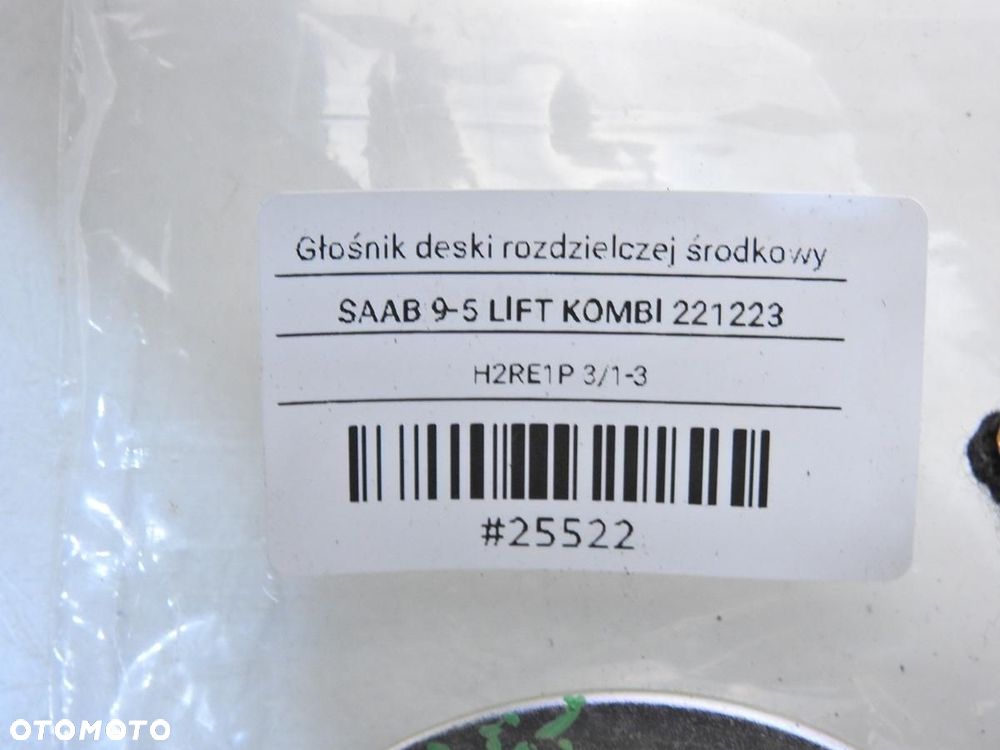 Głośnik deski rozdzielczej środkowy
SAAB 9-5 LIFT KOMBI 221223
H2RE1P 3/1-3
#25522
OTOMOTO